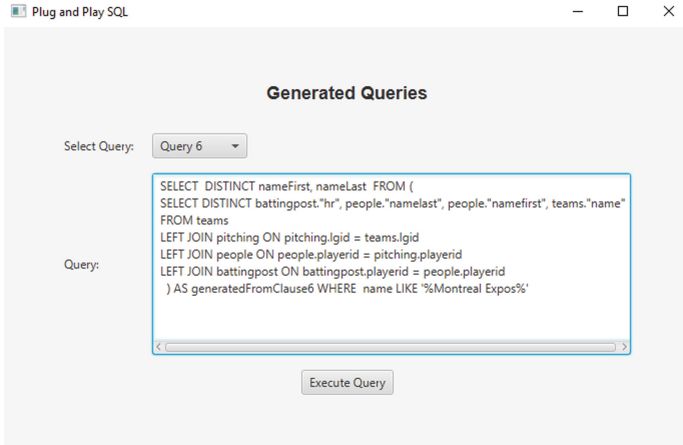 Plug and Play SQL
Generated Queries
Select Query: Query 6
Query:
SELECT  DISTINCT nameFirst, nameLast  FROM (
SELECT DISTINCT battingpost."hr", people."namelast", people."namefirst", teams."name"
FROM teams
LEFT JOIN pitching ON pitching.lgid = teams.lgid
LEFT JOIN people ON people.playerid = pitching.playerid
LEFT JOIN battingpost ON battingpost.playerid = people.playerid
  ) AS generatedFromClause6 WHERE  name LIKE '%Montreal Expos%'
Execute Query